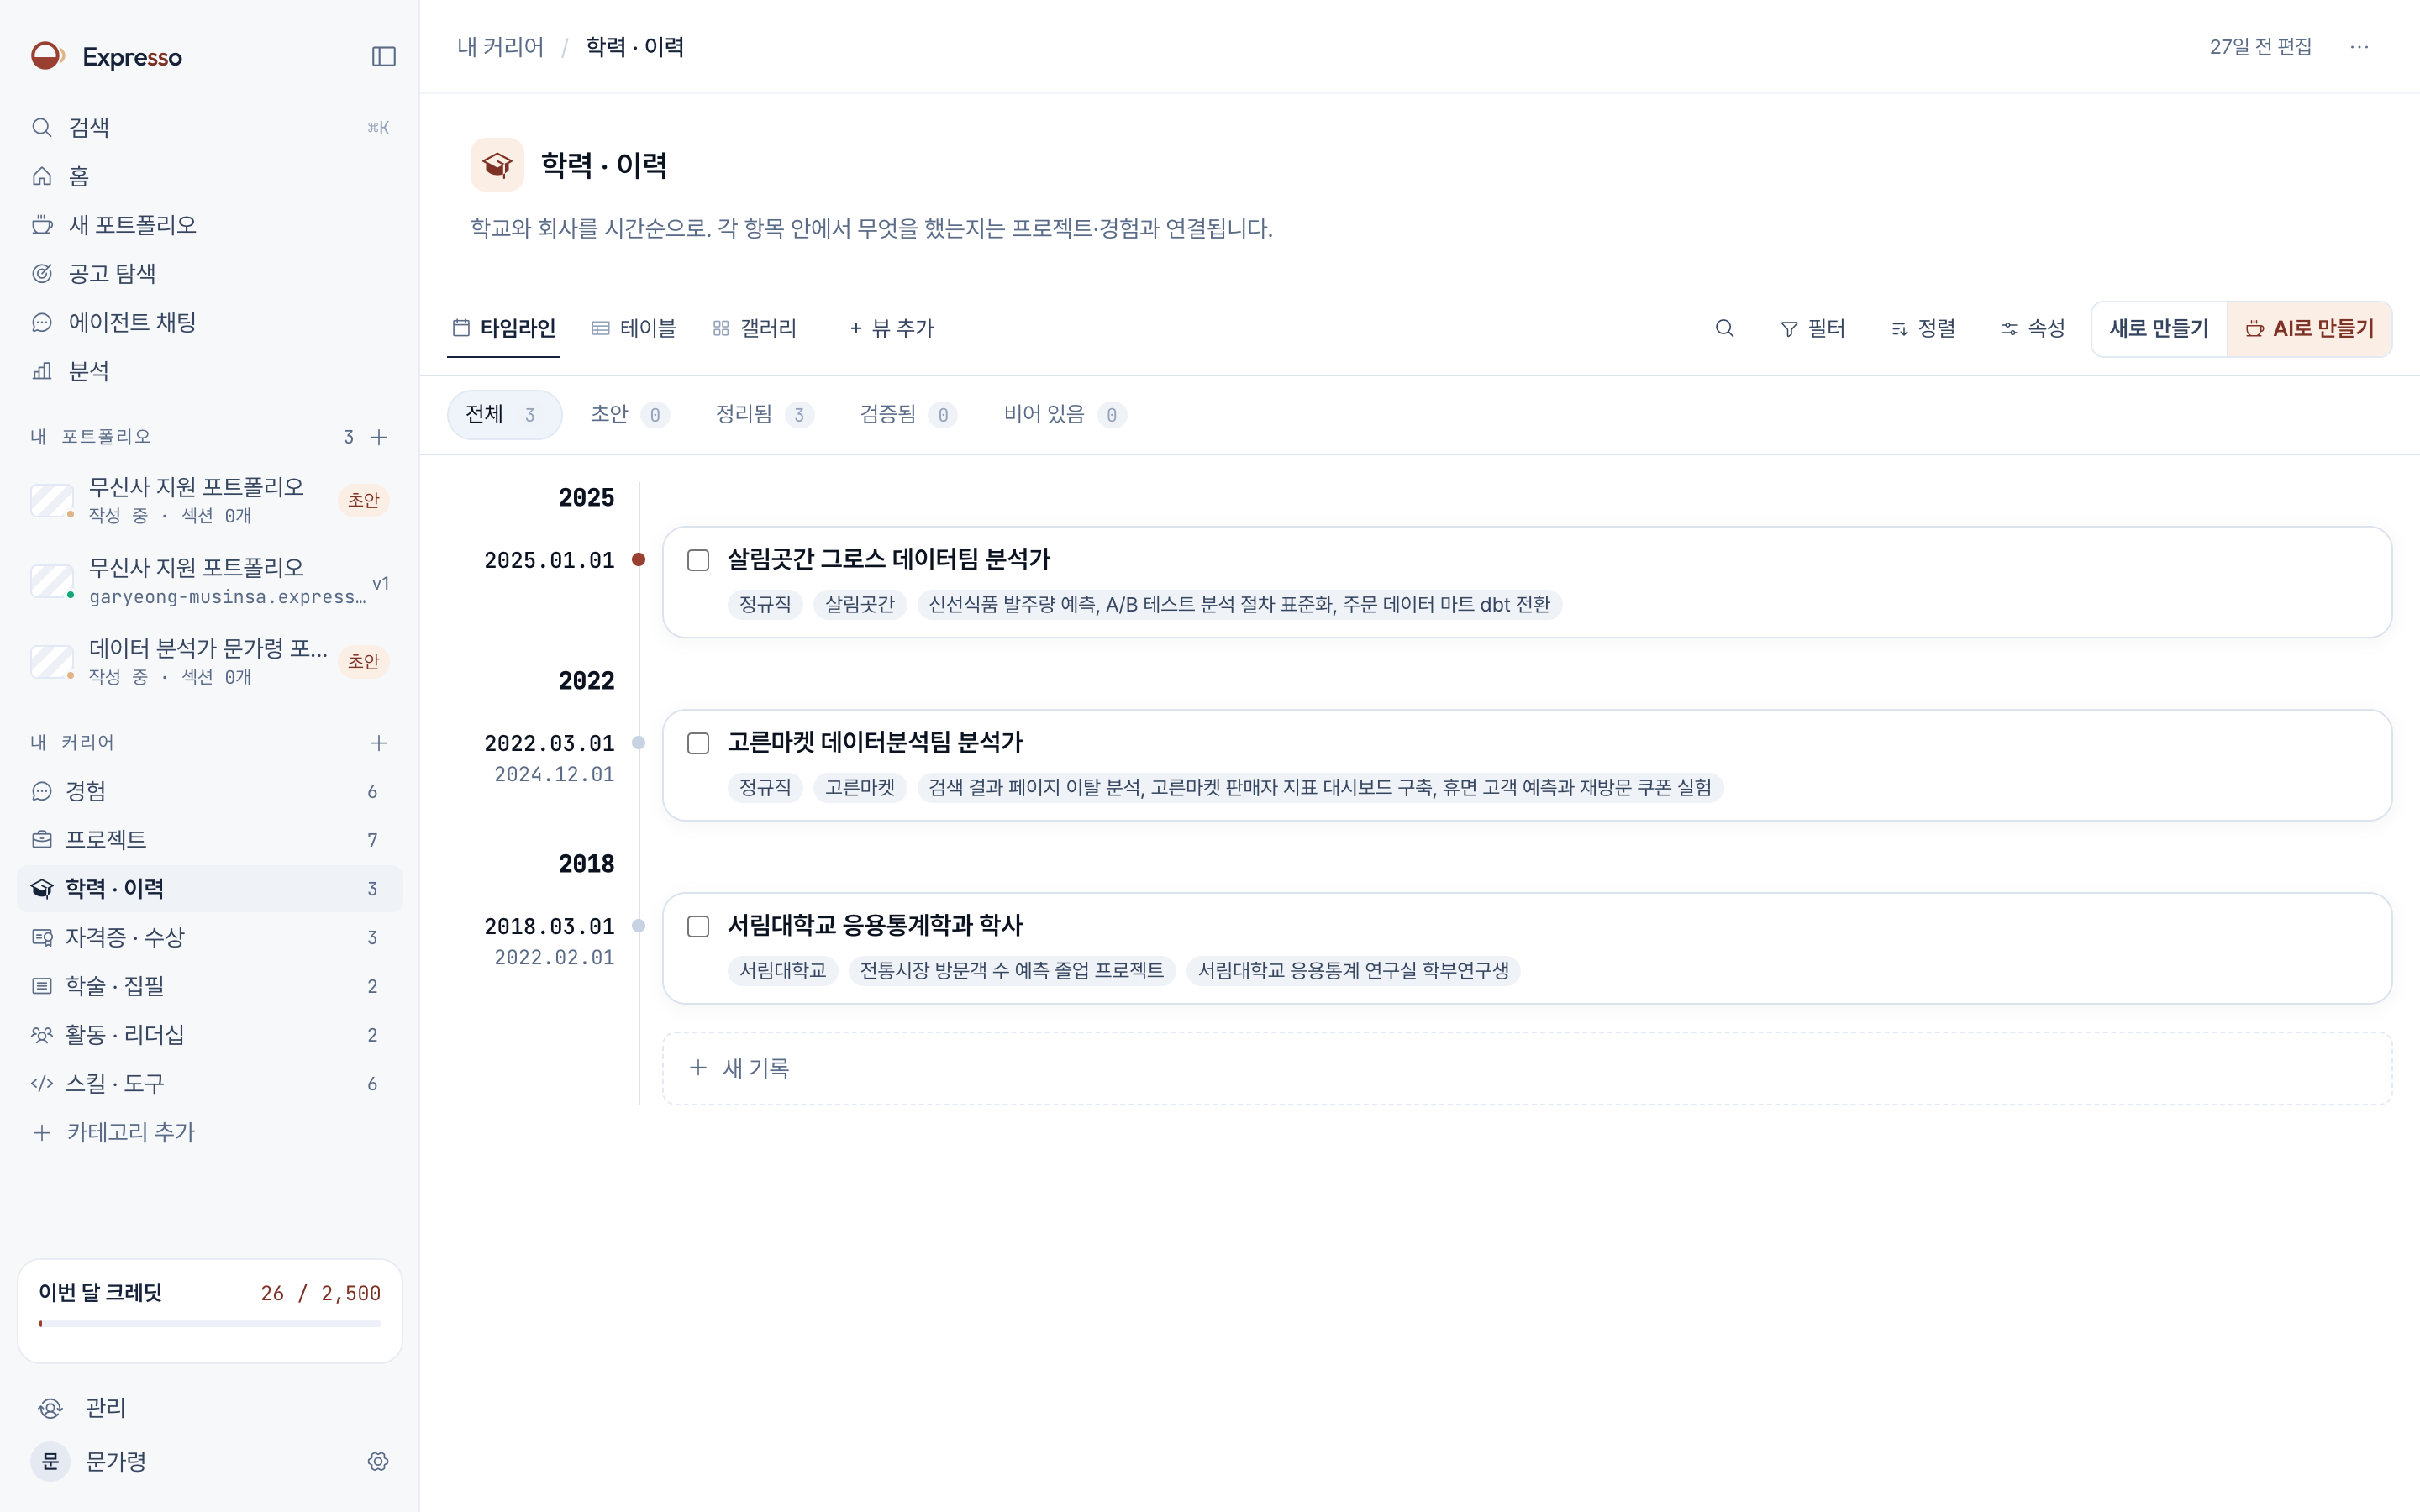 Expresso
검색 ⌘K
홈
새 포트폴리오
공고 탐색
에이전트 채팅
분석
내 포트폴리오 3
무신사 지원 포트폴리오 초안
작성 중 · 섹션 0개
무신사 지원 포트폴리오 v1
garyeong-musinsa.express…
데이터 분석가 문가령 포… 초안
작성 중 · 섹션 0개
내 커리어
경험 6
프로젝트 7
학력 · 이력 3
자격증 · 수상 3
학술 · 집필 2
활동 · 리더십 2
스킬 · 도구 6
카테고리 추가
이번 달 크레딧 26 / 2,500
관리
문 문가령
내 커리어 / 학력 · 이력 27일 전 편집 ···
학력 · 이력
학교와 회사를 시간순으로. 각 항목 안에서 무엇을 했는지는 프로젝트·경험과 연결됩니다.
타임라인 테이블 갤러리 + 뷰 추가 필터 정렬 속성 새로 만들기 AI로 만들기
전체 3 초안 0 정리됨 3 검증됨 0 비어 있음 0
2025
2025.01.01 살림곳간 그로스 데이터팀 분석가
정규직 살림곳간 신선식품 발주량 예측, A/B 테스트 분석 절차 표준화, 주문 데이터 마트 dbt 전환
2022
2022.03.01 고른마켓 데이터분석팀 분석가
2024.12.01 정규직 고른마켓 검색 결과 페이지 이탈 분석, 고른마켓 판매자 지표 대시보드 구축, 휴면 고객 예측과 재방문 쿠폰 실험
2018
2018.03.01 서림대학교 응용통계학과 학사
2022.02.01 서림대학교 전통시장 방문객 수 예측 졸업 프로젝트 서림대학교 응용통계 연구실 학부연구생
+ 새 기록